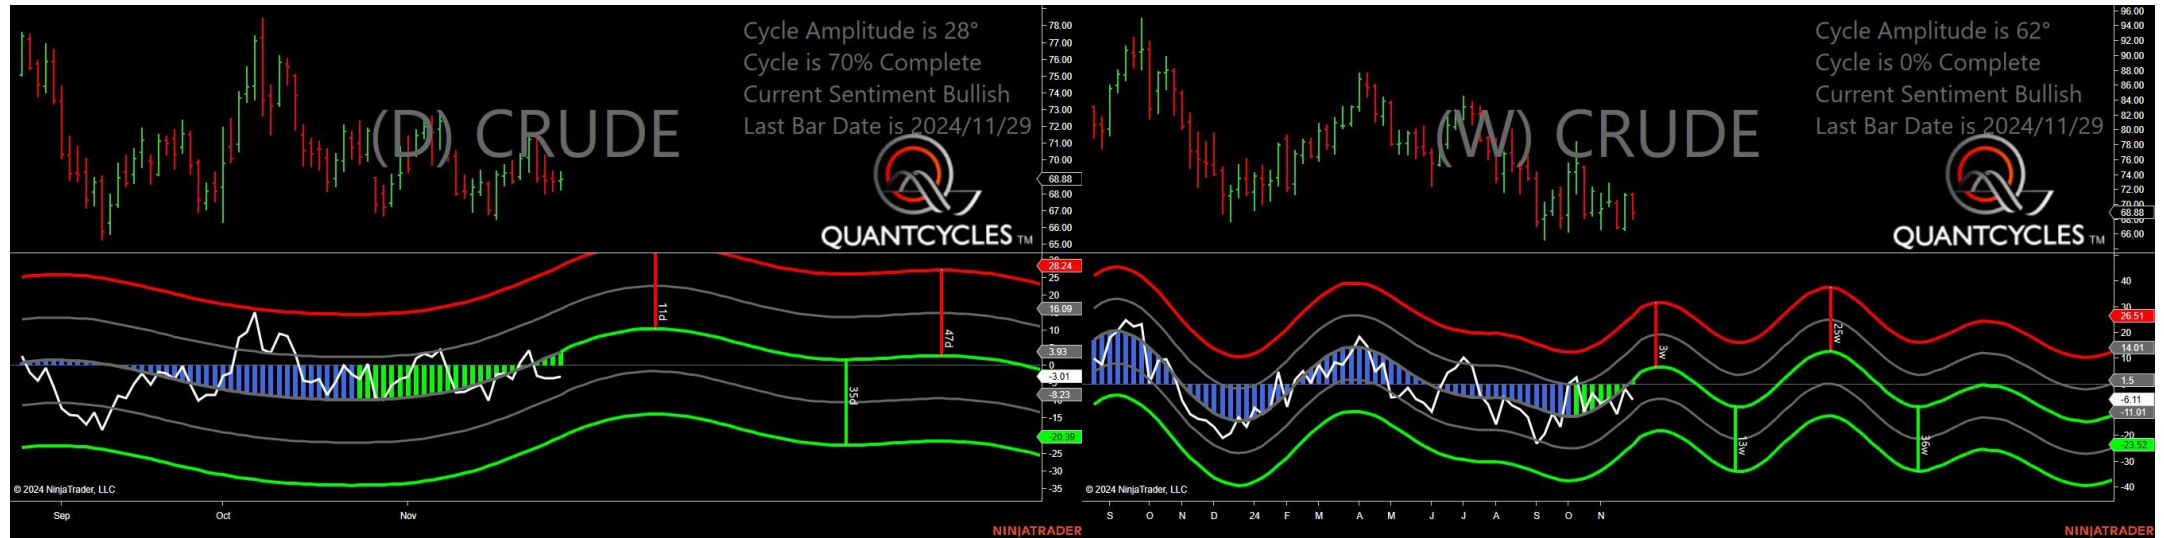 Cycle Amplitude is 28°
Cycle is 70% Complete
Current Sentiment Bullish
Last Bar Date is 2024/11/29
(D) CRUDE
QUANTCYCLES TM
78.00
77.00
76.00
75.00
74.00
73.00
72.00
71.00
70.00
68.88
68.00
67.00
66.00
65.00
28.24
25
20
16.09
10
3.93
0
-3.01
-8.23
-15
-20.39
-25
-30
-35
11d
35d
47d
© 2024 NinjaTrader, LLC
Sep
Oct
Nov
NINJATRADER
Cycle Amplitude is 62°
Cycle is 0% Complete
Current Sentiment Bullish
Last Bar Date is 2024/11/29
(W) CRUDE
QUANTCYCLES TM
96.00
94.00
92.00
90.00
88.00
86.00
84.00
82.00
80.00
78.00
76.00
74.00
72.00
70.00
68.88
66.00
40
30
26.51
20
14.01
10
1.5
-6.11
-11.01
-20
-23.52
-30
-40
3w
13w
25w
36w
© 2024 NinjaTrader, LLC
S
O
N
D
24
F
M
A
M
J
J
A
S
O
N
NINJATRADER